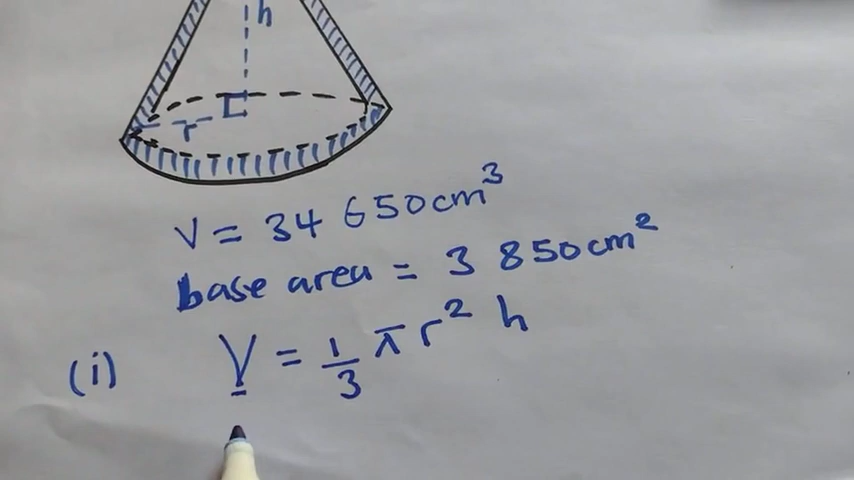 h
r
V = 34 650cm³
base area = 3 850cm²
(i) V = 1/3 π r² h